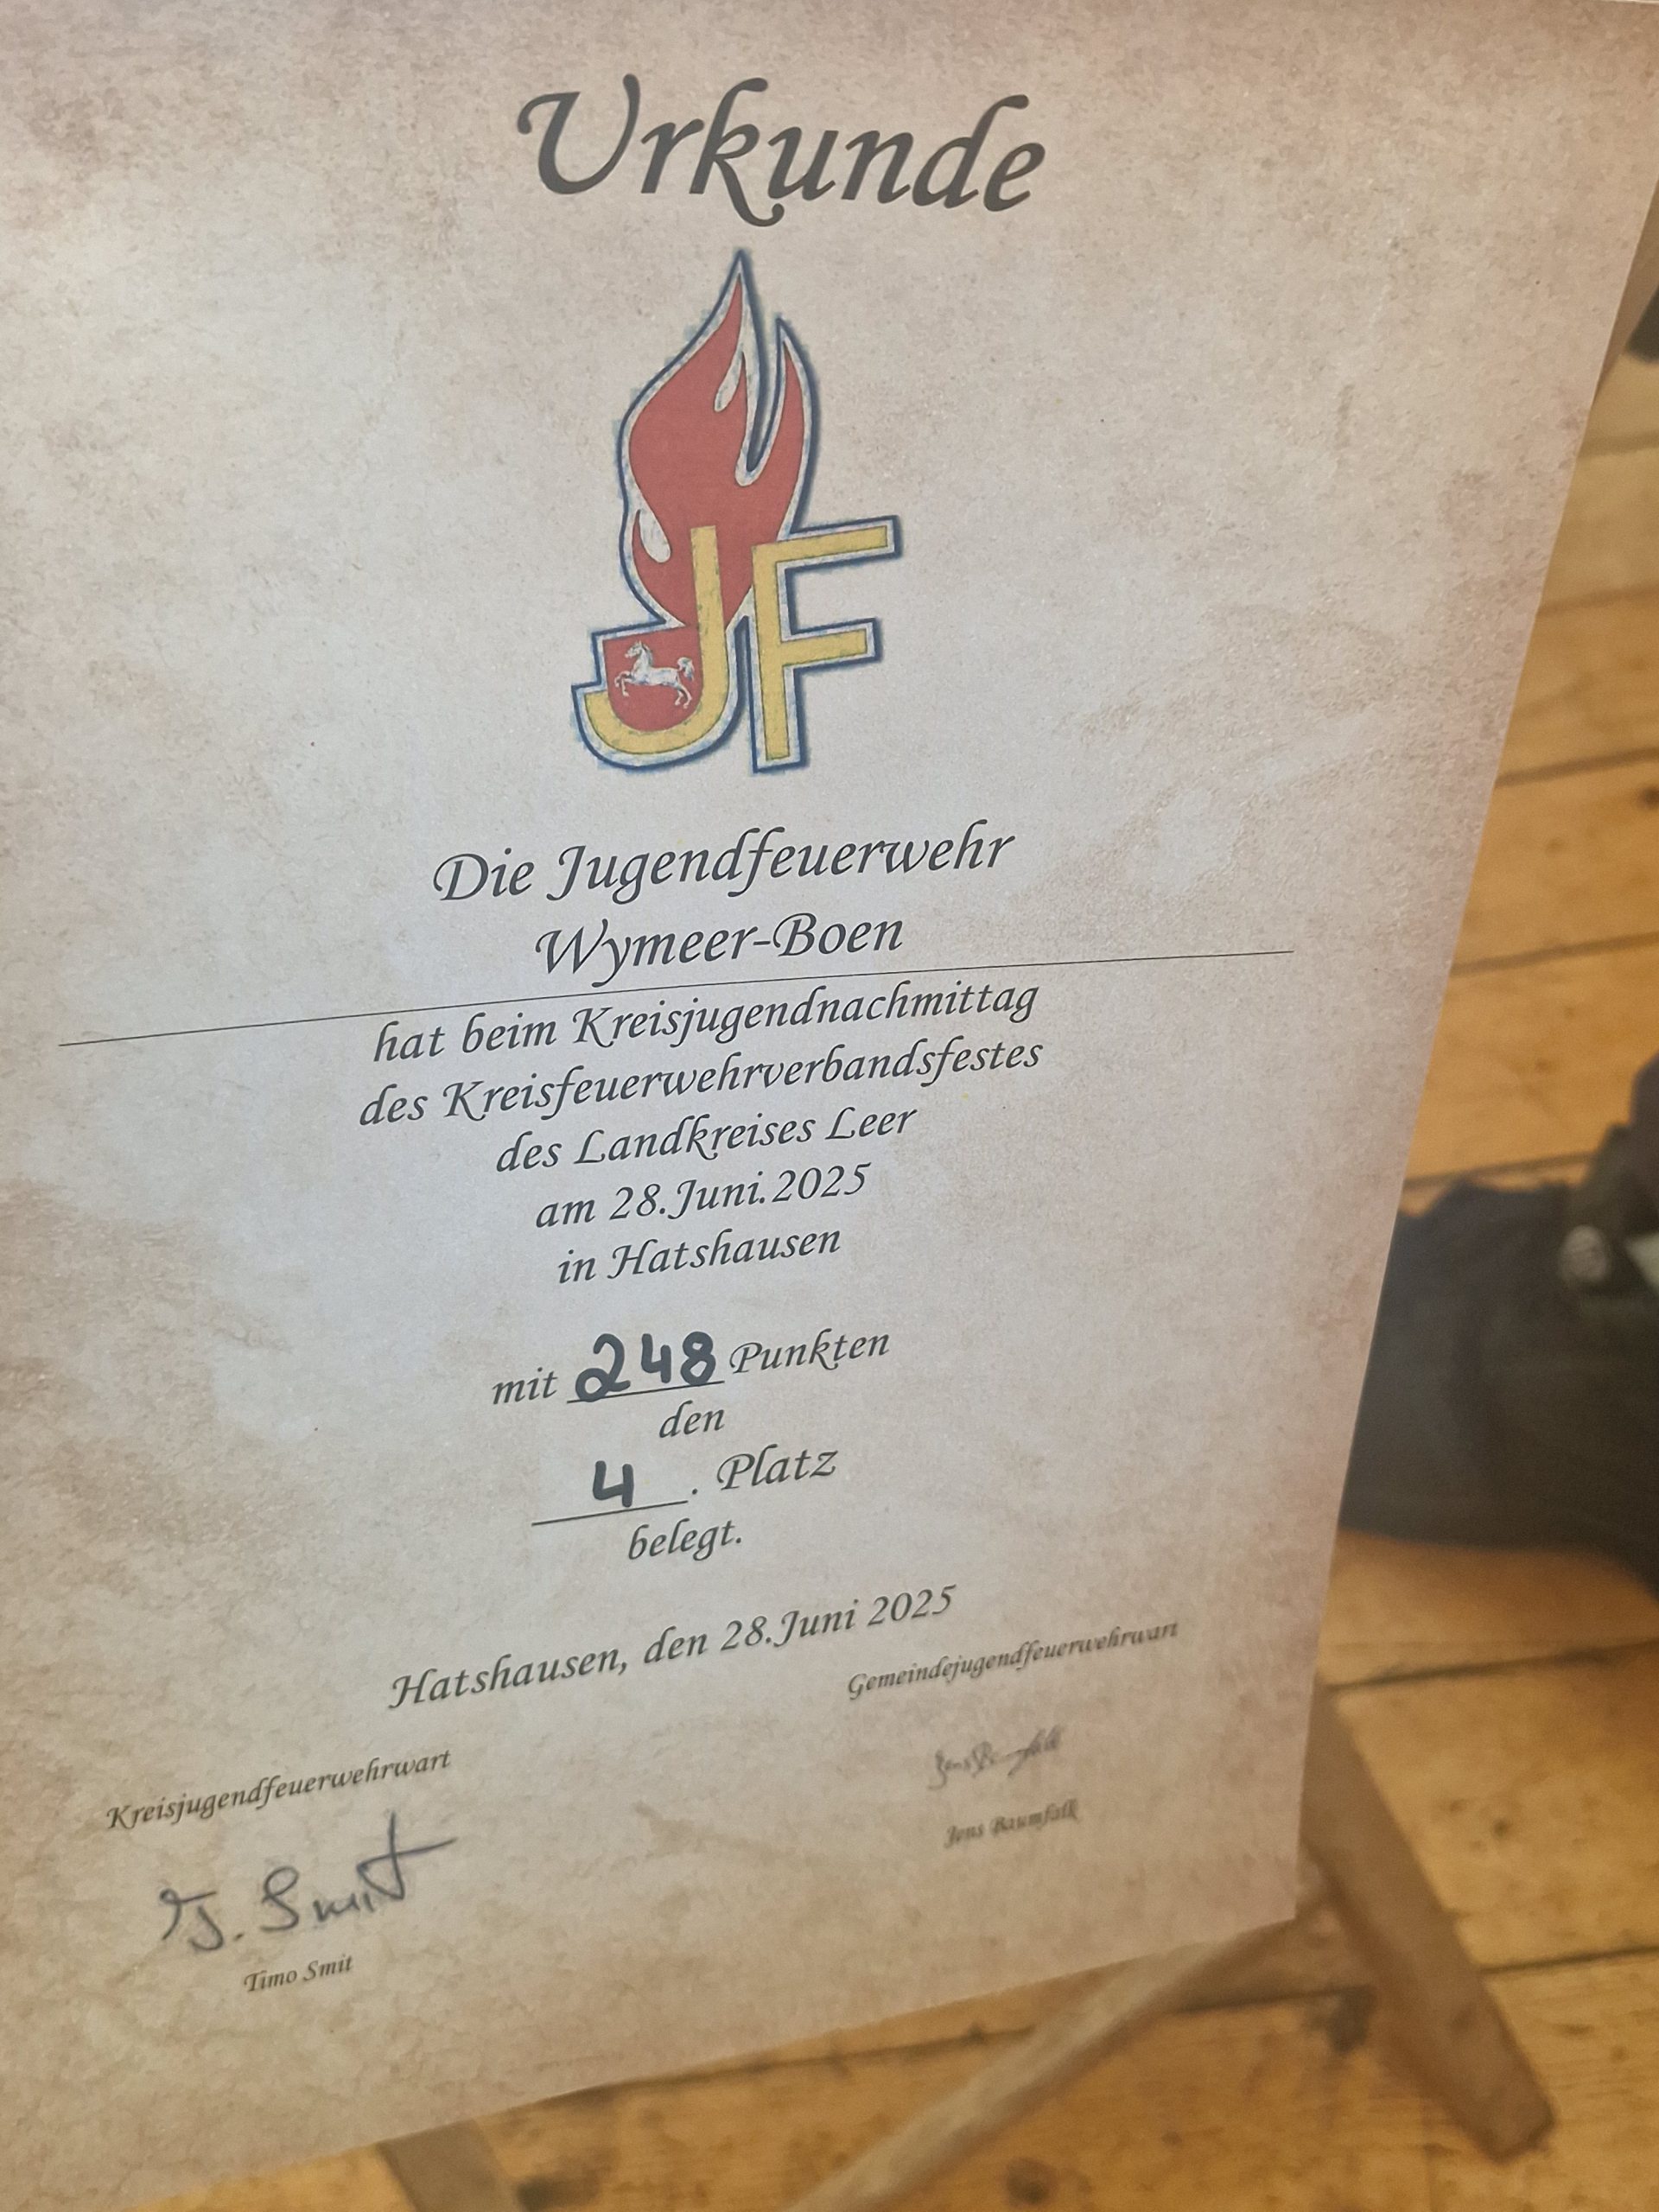 Urkunde
JF
Die Jugendfeuerwehr
Wymeer-Boen
hat beim Kreisjugendnachmittag
des Kreisfeuerwehrverbandsfestes
des Landkreises Leer
am 28.Juni.2025
in Hatshausen
mit 248 Punkten
den
4. Platz
belegt.
Hatshausen, den 28.Juni 2025
Gemeindejugendfeuerwehrwart
Kreisjugendfeuerwehrwart
Jens Baumfalk
T. Smit
Timo Smit